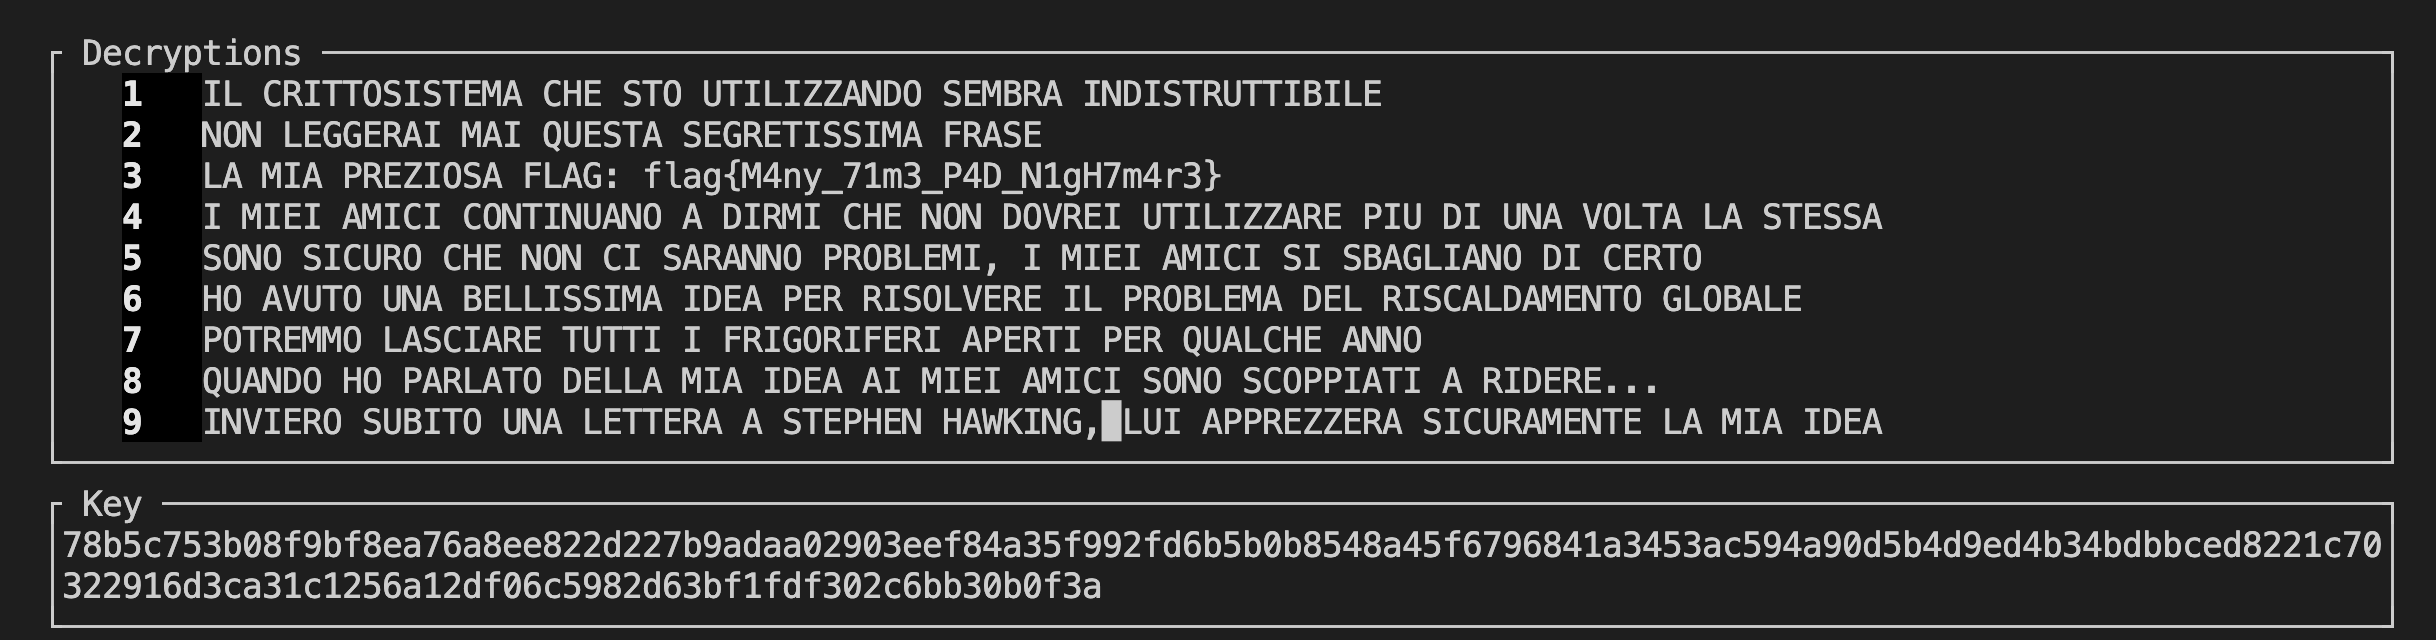 Decryptions
1 IL CRITTOSISTEMA CHE STO UTILIZZANDO SEMBRA INDISTRUTTIBILE
2 NON LEGGERAI MAI QUESTA SEGRETISSIMA FRASE
3 LA MIA PREZIOSA FLAG: flag{M4ny_71m3_P4D_N1gH7m4r3}
4 I MIEI AMICI CONTINUANO A DIRMI CHE NON DOVREI UTILIZZARE PIU DI UNA VOLTA LA STESSA
5 SONO SICURO CHE NON CI SARANNO PROBLEMI, I MIEI AMICI SI SBAGLIANO DI CERTO
6 HO AVUTO UNA BELLISSIMA IDEA PER RISOLVERE IL PROBLEMA DEL RISCALDAMENTO GLOBALE
7 POTREMMO LASCIARE TUTTI I FRIGORIFERI APERTI PER QUALCHE ANNO
8 QUANDO HO PARLATO DELLA MIA IDEA AI MIEI AMICI SONO SCOPPIATI A RIDERE...
9 INVIERO SUBITO UNA LETTERA A STEPHEN HAWKING, LUI APPREZZERA SICURAMENTE LA MIA IDEA
Key
78b5c753b08f9bf8ea76a8ee822d227b9adaa02903eef84a35f992fd6b5b0b8548a45f6796841a3453ac594a90d5b4d9ed4b34bdbbced8221c70
322916d3ca31c1256a12df06c5982d63bf1fdf302c6bb30b0f3a